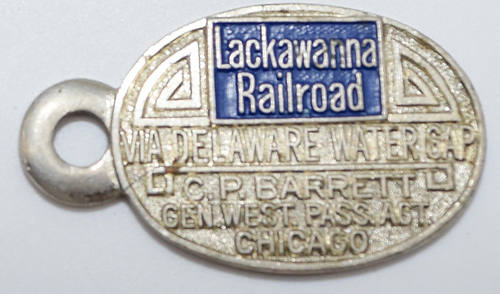 Lackawanna
Railroad
VIA DELAWARE WATER GAP
C. P. BARRETT
GEN. WEST. PASS. AGT.
CHICAGO